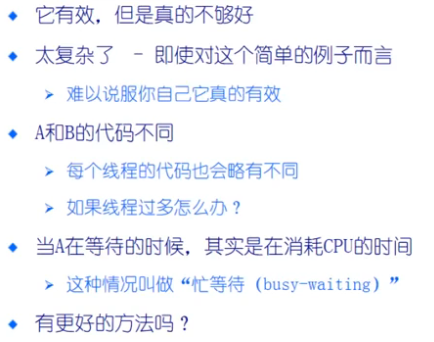 它有效，但是真的不够好
太复杂了 - 即使对这个简单的例子而言
难以说服你自己它真的有效
A和B的代码不同
每个线程的代码也会略有不同
如果线程过多怎么办？
当A在等待的时候，其实是在消耗CPU的时间
这种情况叫做“忙等待（busy-waiting）”
有更好的方法吗？